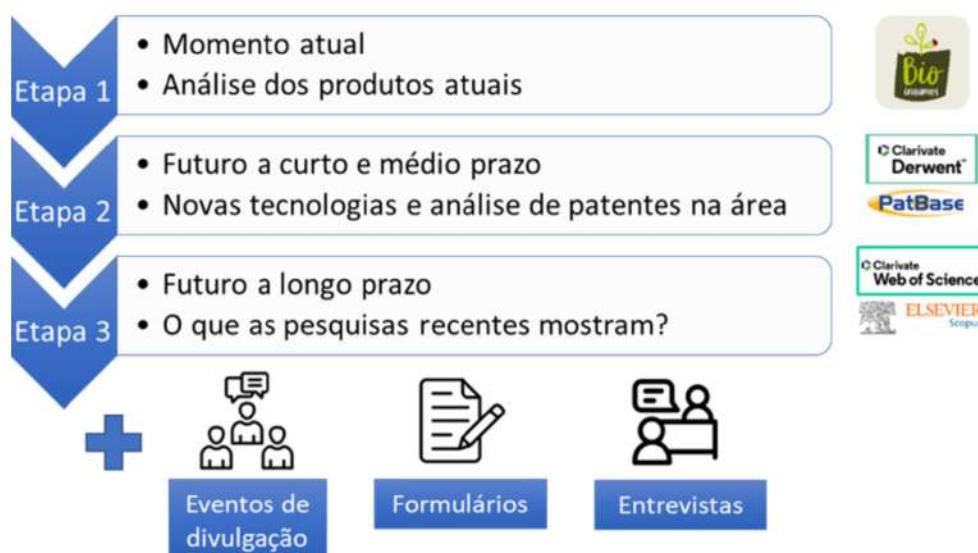 Etapa 1
• Momento atual
• Análise dos produtos atuais
Bio
insumos
Etapa 2
• Futuro a curto e médio prazo
• Novas tecnologias e análise de patentes na área
Clarivate
Derwent™
PatBase
Etapa 3
• Futuro a longo prazo
• O que as pesquisas recentes mostram?
Clarivate
Web of Science
ELSEVIER
Scopus
Eventos de
divulgação
Formulários
Entrevistas